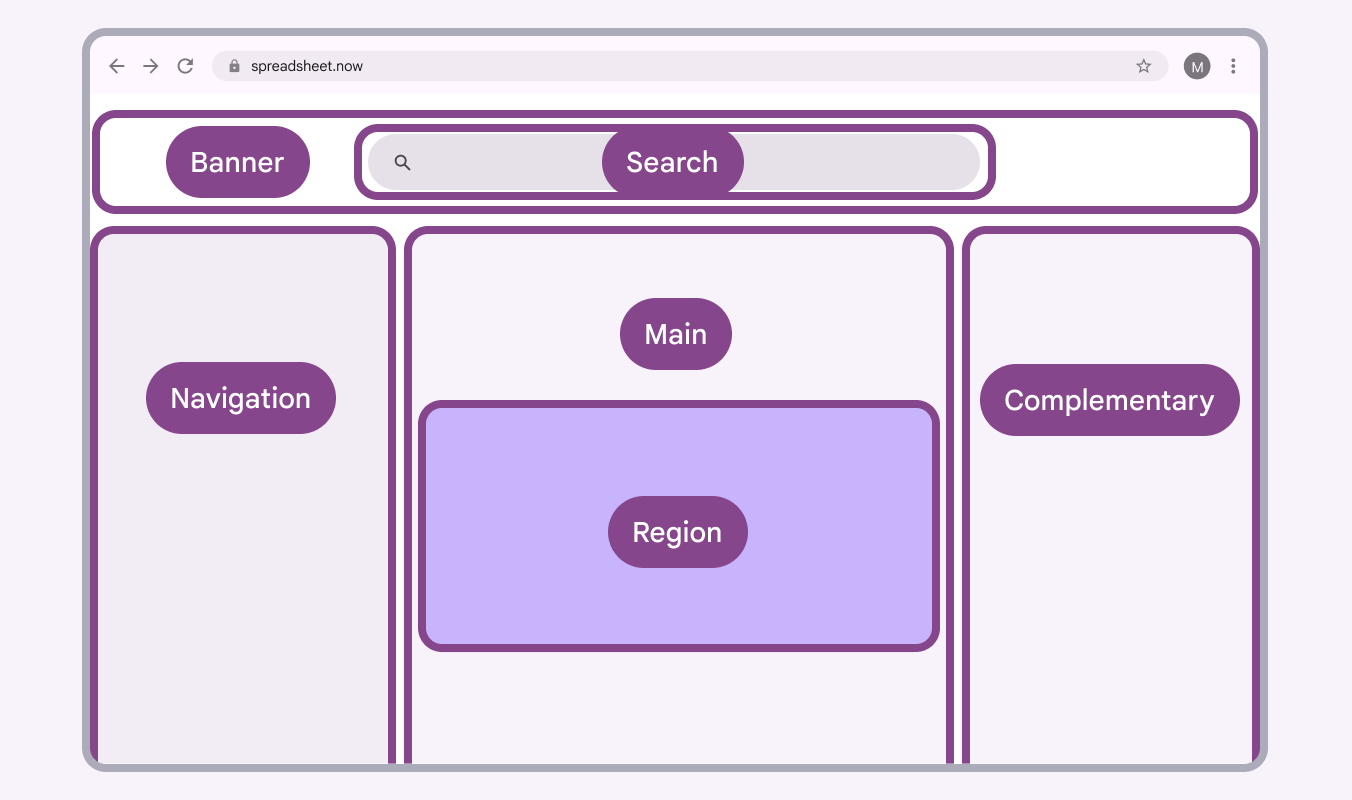 spreadsheet.now
M
Banner
Search
Main
Navigation
Complementary
Region